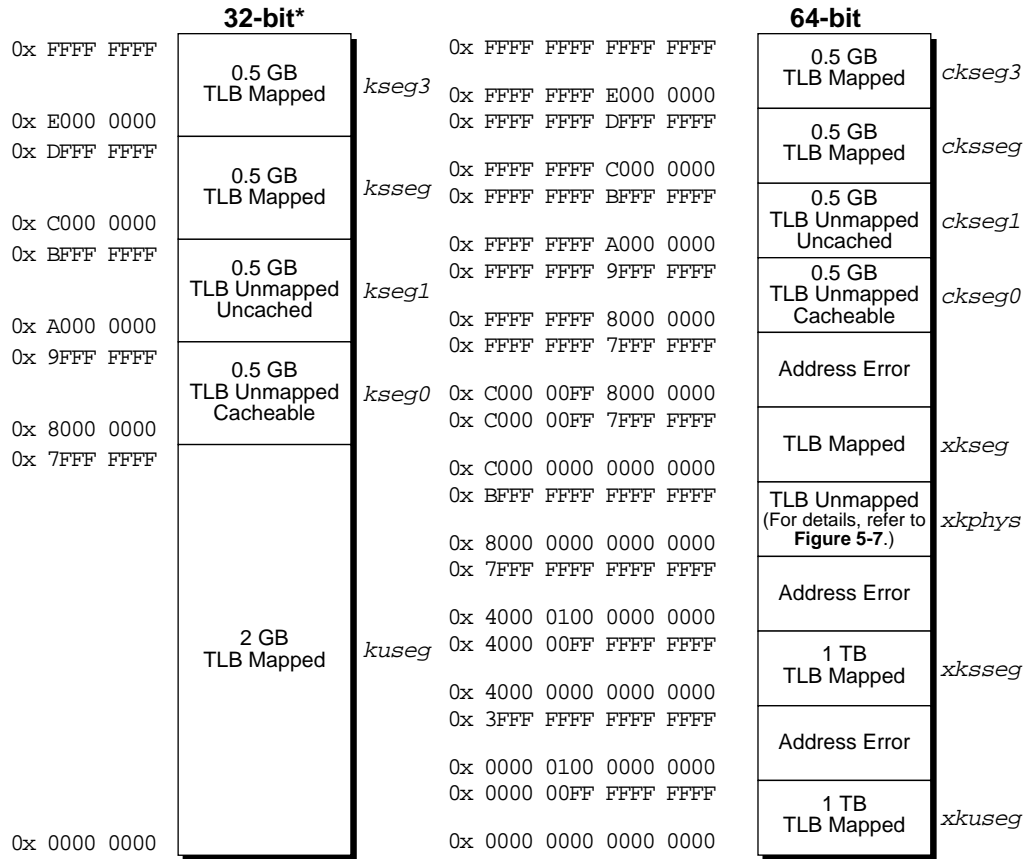 32-bit*
0x FFFF FFFF
0.5 GB
TLB Mapped
kseg3
0x E000 0000
0x DFFF FFFF
0.5 GB
TLB Mapped
ksseg
0x C000 0000
0x BFFF FFFF
0.5 GB
TLB Unmapped
Uncached
kseg1
0x A000 0000
0x 9FFF FFFF
0.5 GB
TLB Unmapped
Cacheable
kseg0
0x 8000 0000
0x 7FFF FFFF
2 GB
TLB Mapped
kuseg
0x 0000 0000
64-bit
0x FFFF FFFF FFFF FFFF
0.5 GB
TLB Mapped
ckseg3
0x FFFF FFFF E000 0000
0x FFFF FFFF DFFF FFFF
0.5 GB
TLB Mapped
cksseg
0x FFFF FFFF C000 0000
0x FFFF FFFF BFFF FFFF
0.5 GB
TLB Unmapped
Uncached
ckseg1
0x FFFF FFFF A000 0000
0x FFFF FFFF 9FFF FFFF
0.5 GB
TLB Unmapped
Cacheable
ckseg0
0x FFFF FFFF 8000 0000
0x FFFF FFFF 7FFF FFFF
Address Error
0x C000 00FF 8000 0000
0x C000 00FF 7FFF FFFF
TLB Mapped
xkseg
0x C000 0000 0000 0000
0x BFFF FFFF FFFF FFFF
TLB Unmapped
(For details, refer to
Figure 5-7.)
xkphys
0x 8000 0000 0000 0000
0x 7FFF FFFF FFFF FFFF
Address Error
0x 4000 0100 0000 0000
0x 4000 00FF FFFF FFFF
1 TB
TLB Mapped
xksseg
0x 4000 0000 0000 0000
0x 3FFF FFFF FFFF FFFF
Address Error
0x 0000 0100 0000 0000
0x 0000 00FF FFFF FFFF
1 TB
TLB Mapped
xkuseg
0x 0000 0000 0000 0000